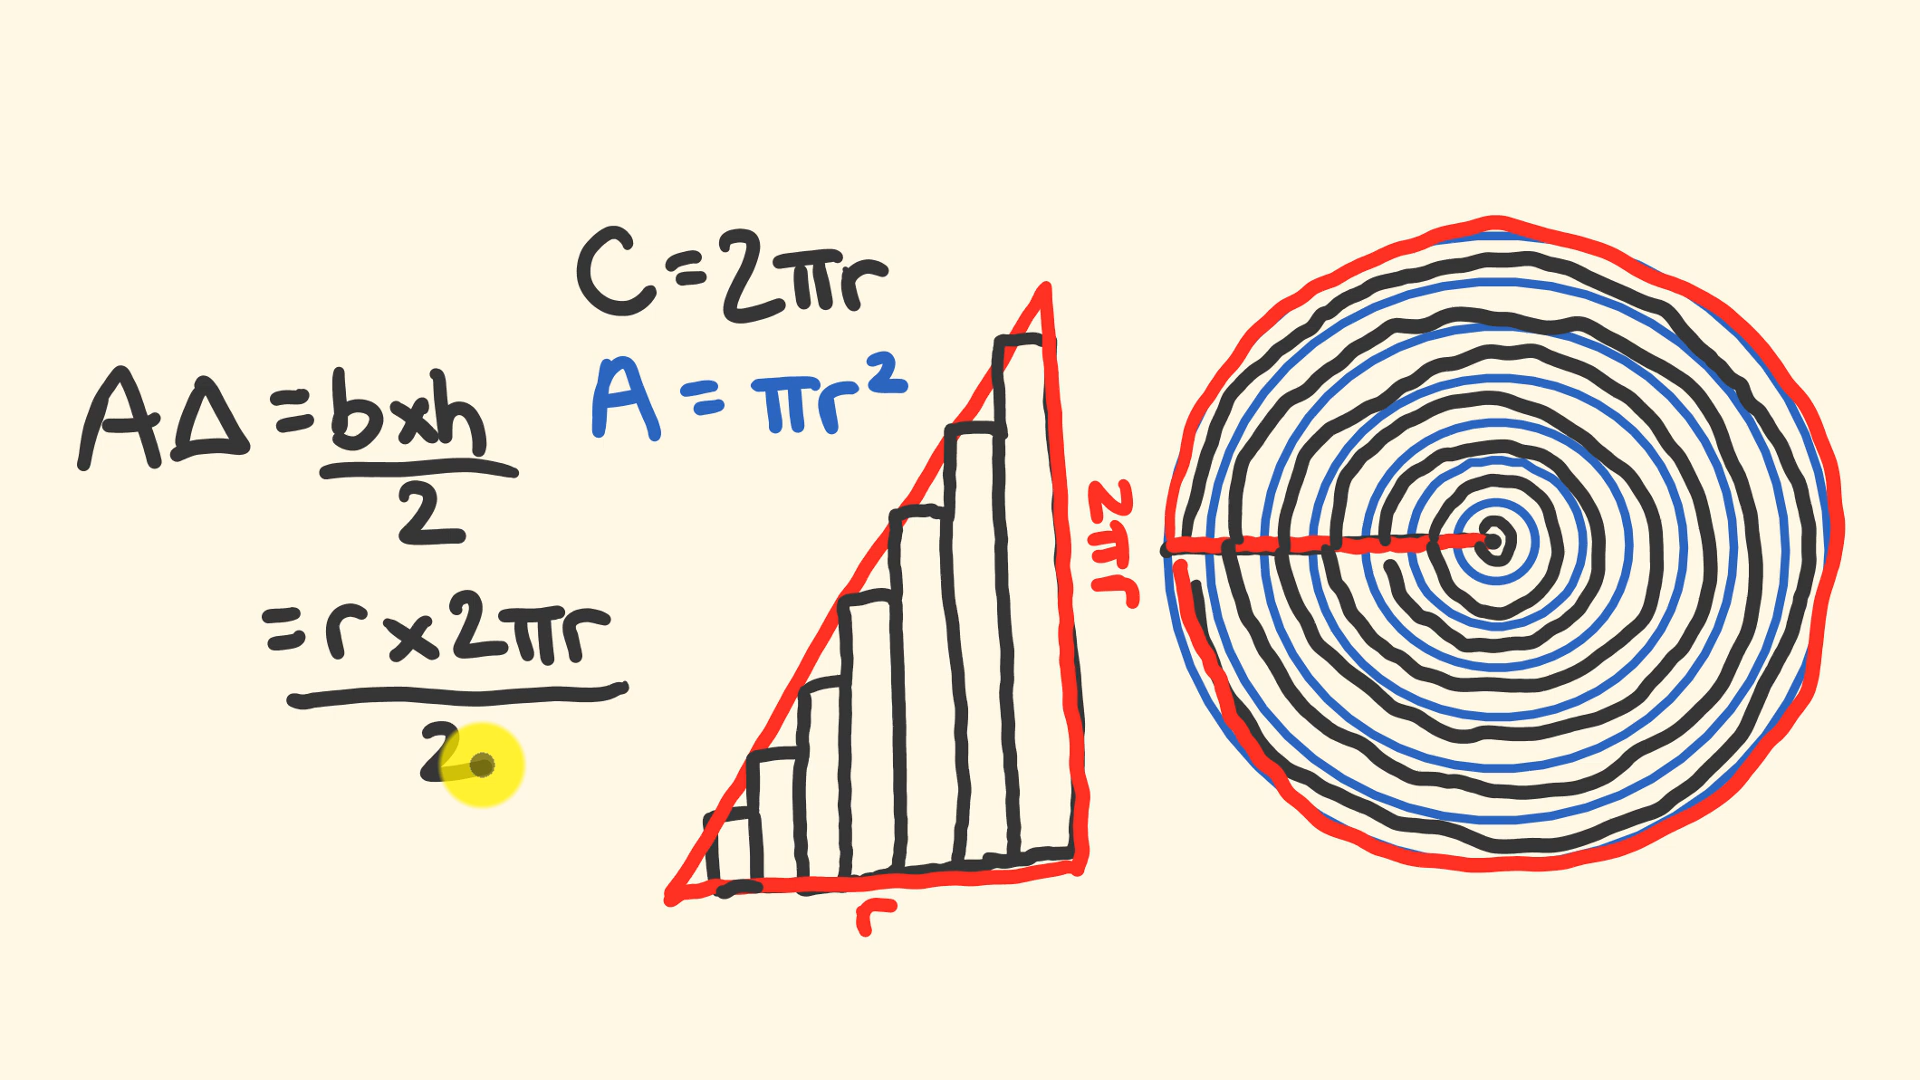 C=2πr
A = πr²
AΔ = b×h
2
= r×2πr
2
2πr
r